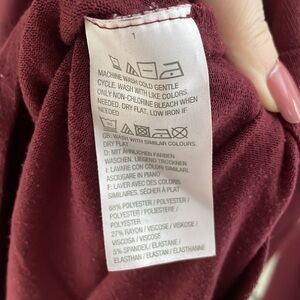 1
MACHINE WASH COLD GENTLE
CYCLE. WASH WITH LIKE COLORS.
ONLY NON-CHLORINE BLEACH WHEN
NEEDED. DRY FLAT. LOW IRON IF
NEEDED
GB: WASH WITH SIMILAR COLOURS.
DRY FLAT
D: MIT ÄHNLICHEN FARBEN
WASCHEN. LIEGEND TROCKNEN
I: LAVARE CON COLORI SIMILARI.
ASCIUGARE IN PIANO
F: LAVER AVEC DES COLORIS
SIMILAIRES. SÉCHER À PLAT
68% POLYESTER / POLYESTER /
POLIESTERE / POLYESTER
27% RAYON / VISCOSE / VISKOSE /
VISCOSA / VISCOSE
5% SPANDEX / ELASTANE /
ELASTHAN / ELASTAN / ELASTHANNE